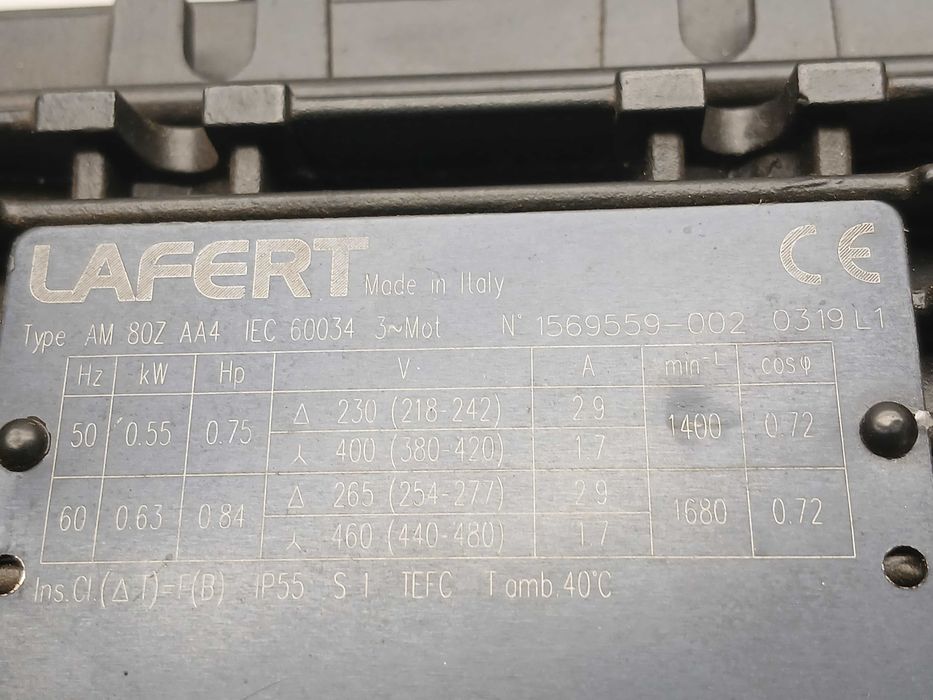 LAFERT Made in Italy CE
Type AM 80Z AA4 IEC 60034 3~Mot N° 1569559-002 0319 L1
Hz kW Hp V A min⁻¹ cosφ
50 0.55 0.75 Δ 230 (218-242) 2.9 1400 0.72
⅄ 400 (380-420) 1.7
60 0.63 0.84 Δ 265 (254-277) 2.9 1680 0.72
⅄ 460 (440-480) 1.7
Ins.Cl.(Δ T)=F(B) IP55 S 1 TEFC T amb. 40°C